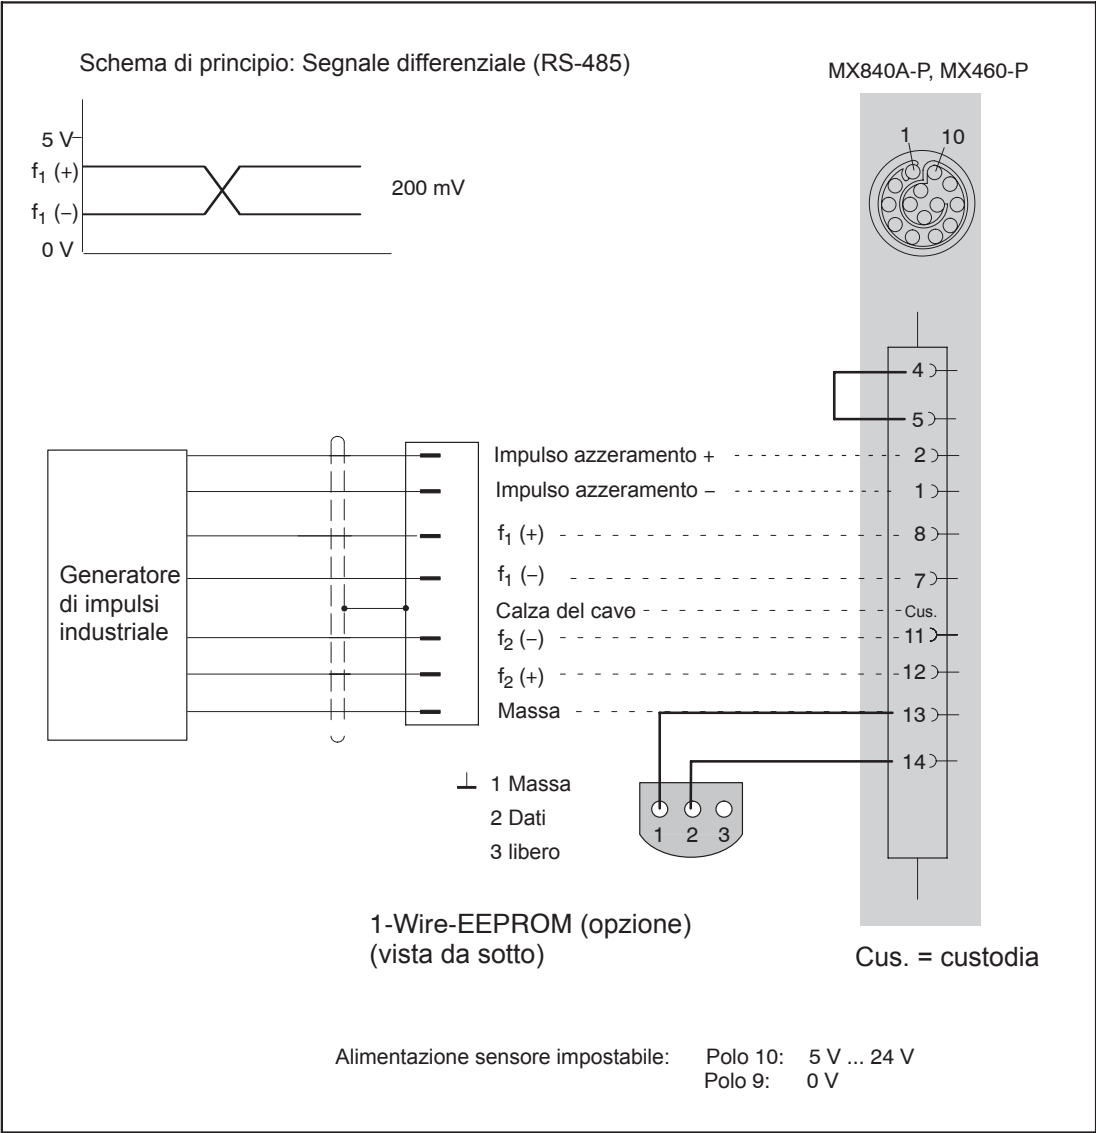 Schema di principio: Segnale differenziale (RS-485)
MX840A-P, MX460-P
5 V
f1 (+)
f1 (−)
0 V
200 mV
1 10
4
5
Impulso azzeramento + 2
Impulso azzeramento − 1
f1 (+) 8
f1 (−) 7
Calza del cavo Cus.
f2 (−) 11
f2 (+) 12
Massa 13
14
Generatore
di impulsi
industriale
1 Massa
2 Dati
3 libero
1 2 3
1-Wire-EEPROM (opzione)
(vista da sotto)
Cus. = custodia
Alimentazione sensore impostabile: Polo 10: 5 V ... 24 V
Polo 9: 0 V